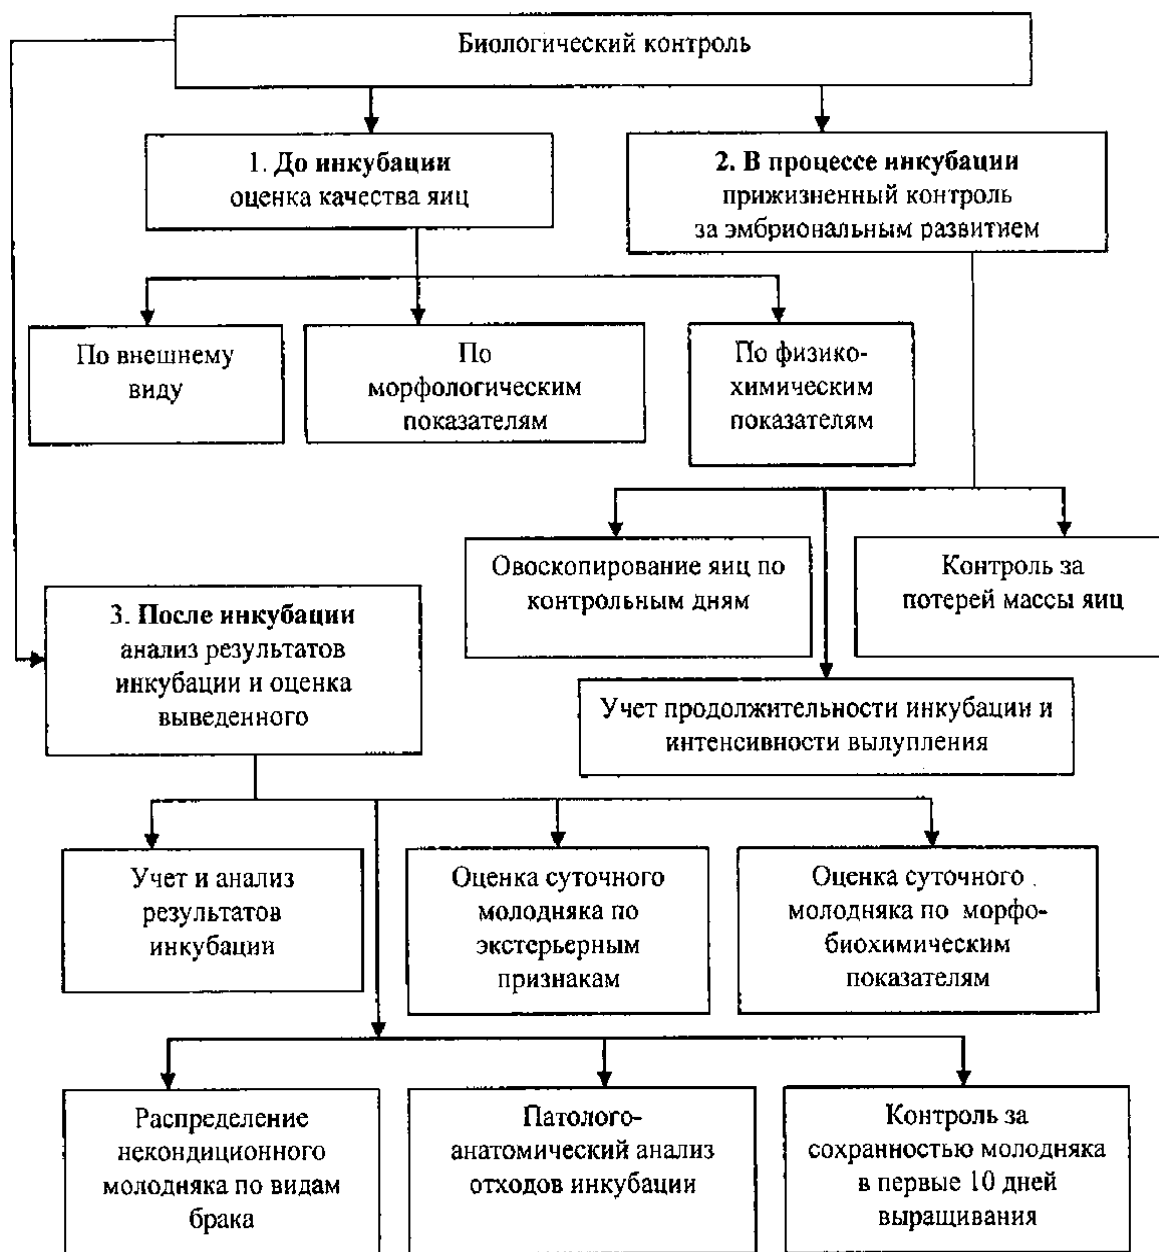 Биологический контроль
1. До инкубации
оценка качества яиц
2. В процессе инкубации
прижизненный контроль
за эмбриональным развитием
По внешнему
виду
По
морфологическим
показателям
По физико-
химическим
показателям
Овоскопирование яиц по
контрольным дням
Контроль за
потерей массы яиц
3. После инкубации
анализ результатов
инкубации и оценка
выведенного
Учет продолжительности инкубации и
интенсивности вылупления
Учет и анализ
результатов
инкубации
Оценка суточного
молодняка по
экстерьерным
признакам
Оценка суточного
молодняка по морфо-
биохимическим
показателям
Распределение
некондиционного
молодняка по видам
брака
Патолого-
анатомический анализ
отходов инкубации
Контроль за
сохранностью молодняка
в первые 10 дней
выращивания